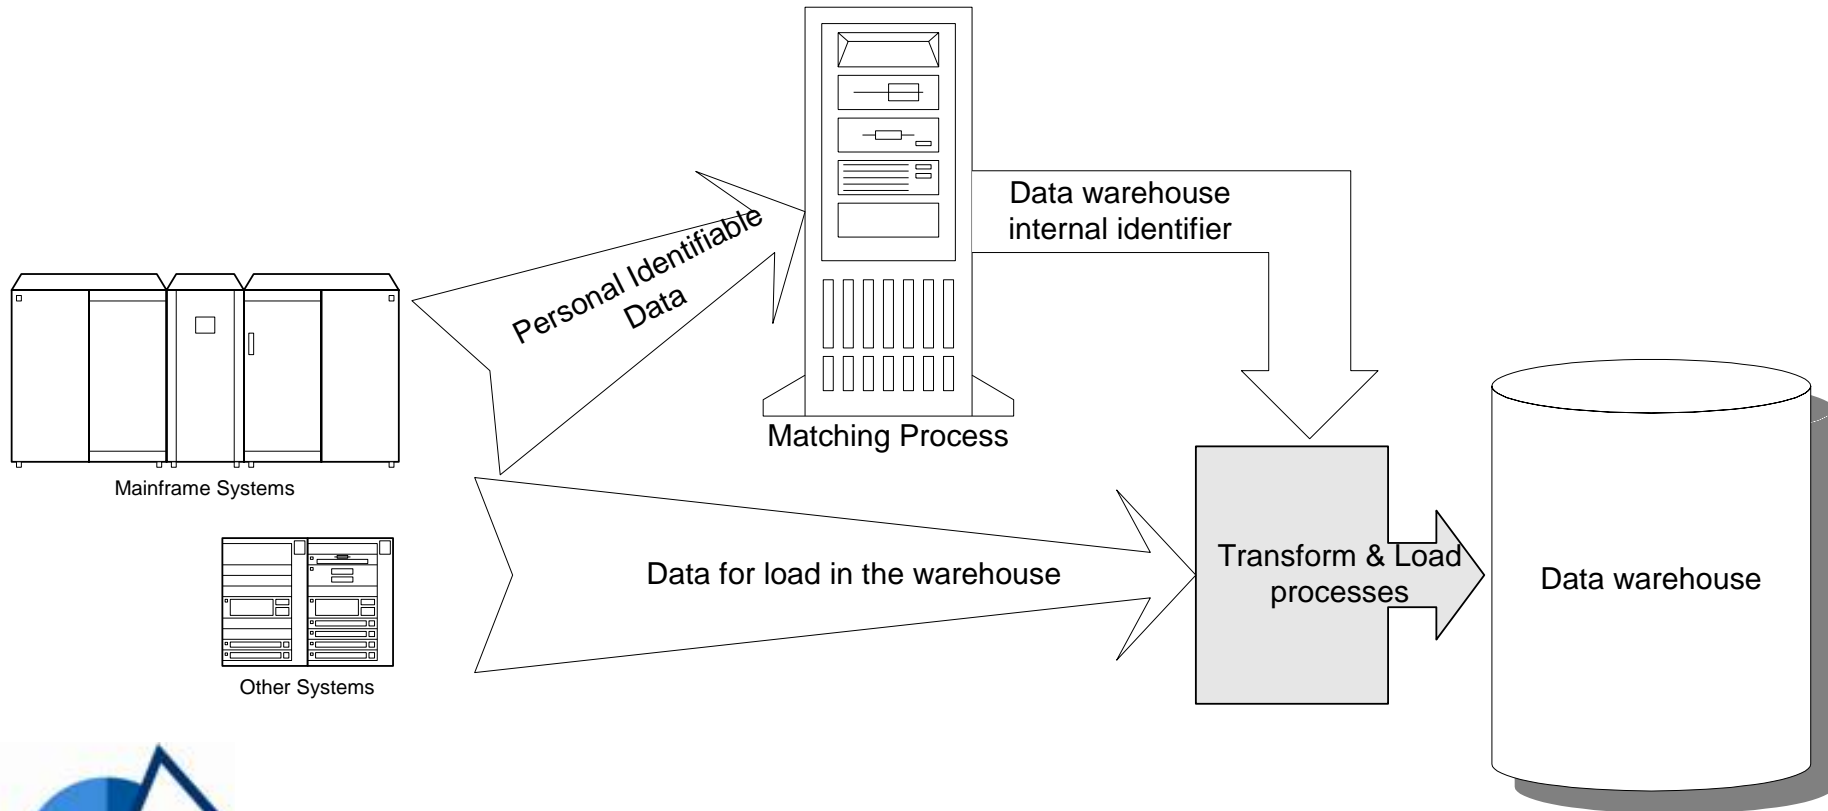 Data warehouse
internal identifier
Personal Identifiable
Data
Matching Process
Mainframe Systems
Data for load in the warehouse
Transform & Load
processes
Data warehouse
Other Systems